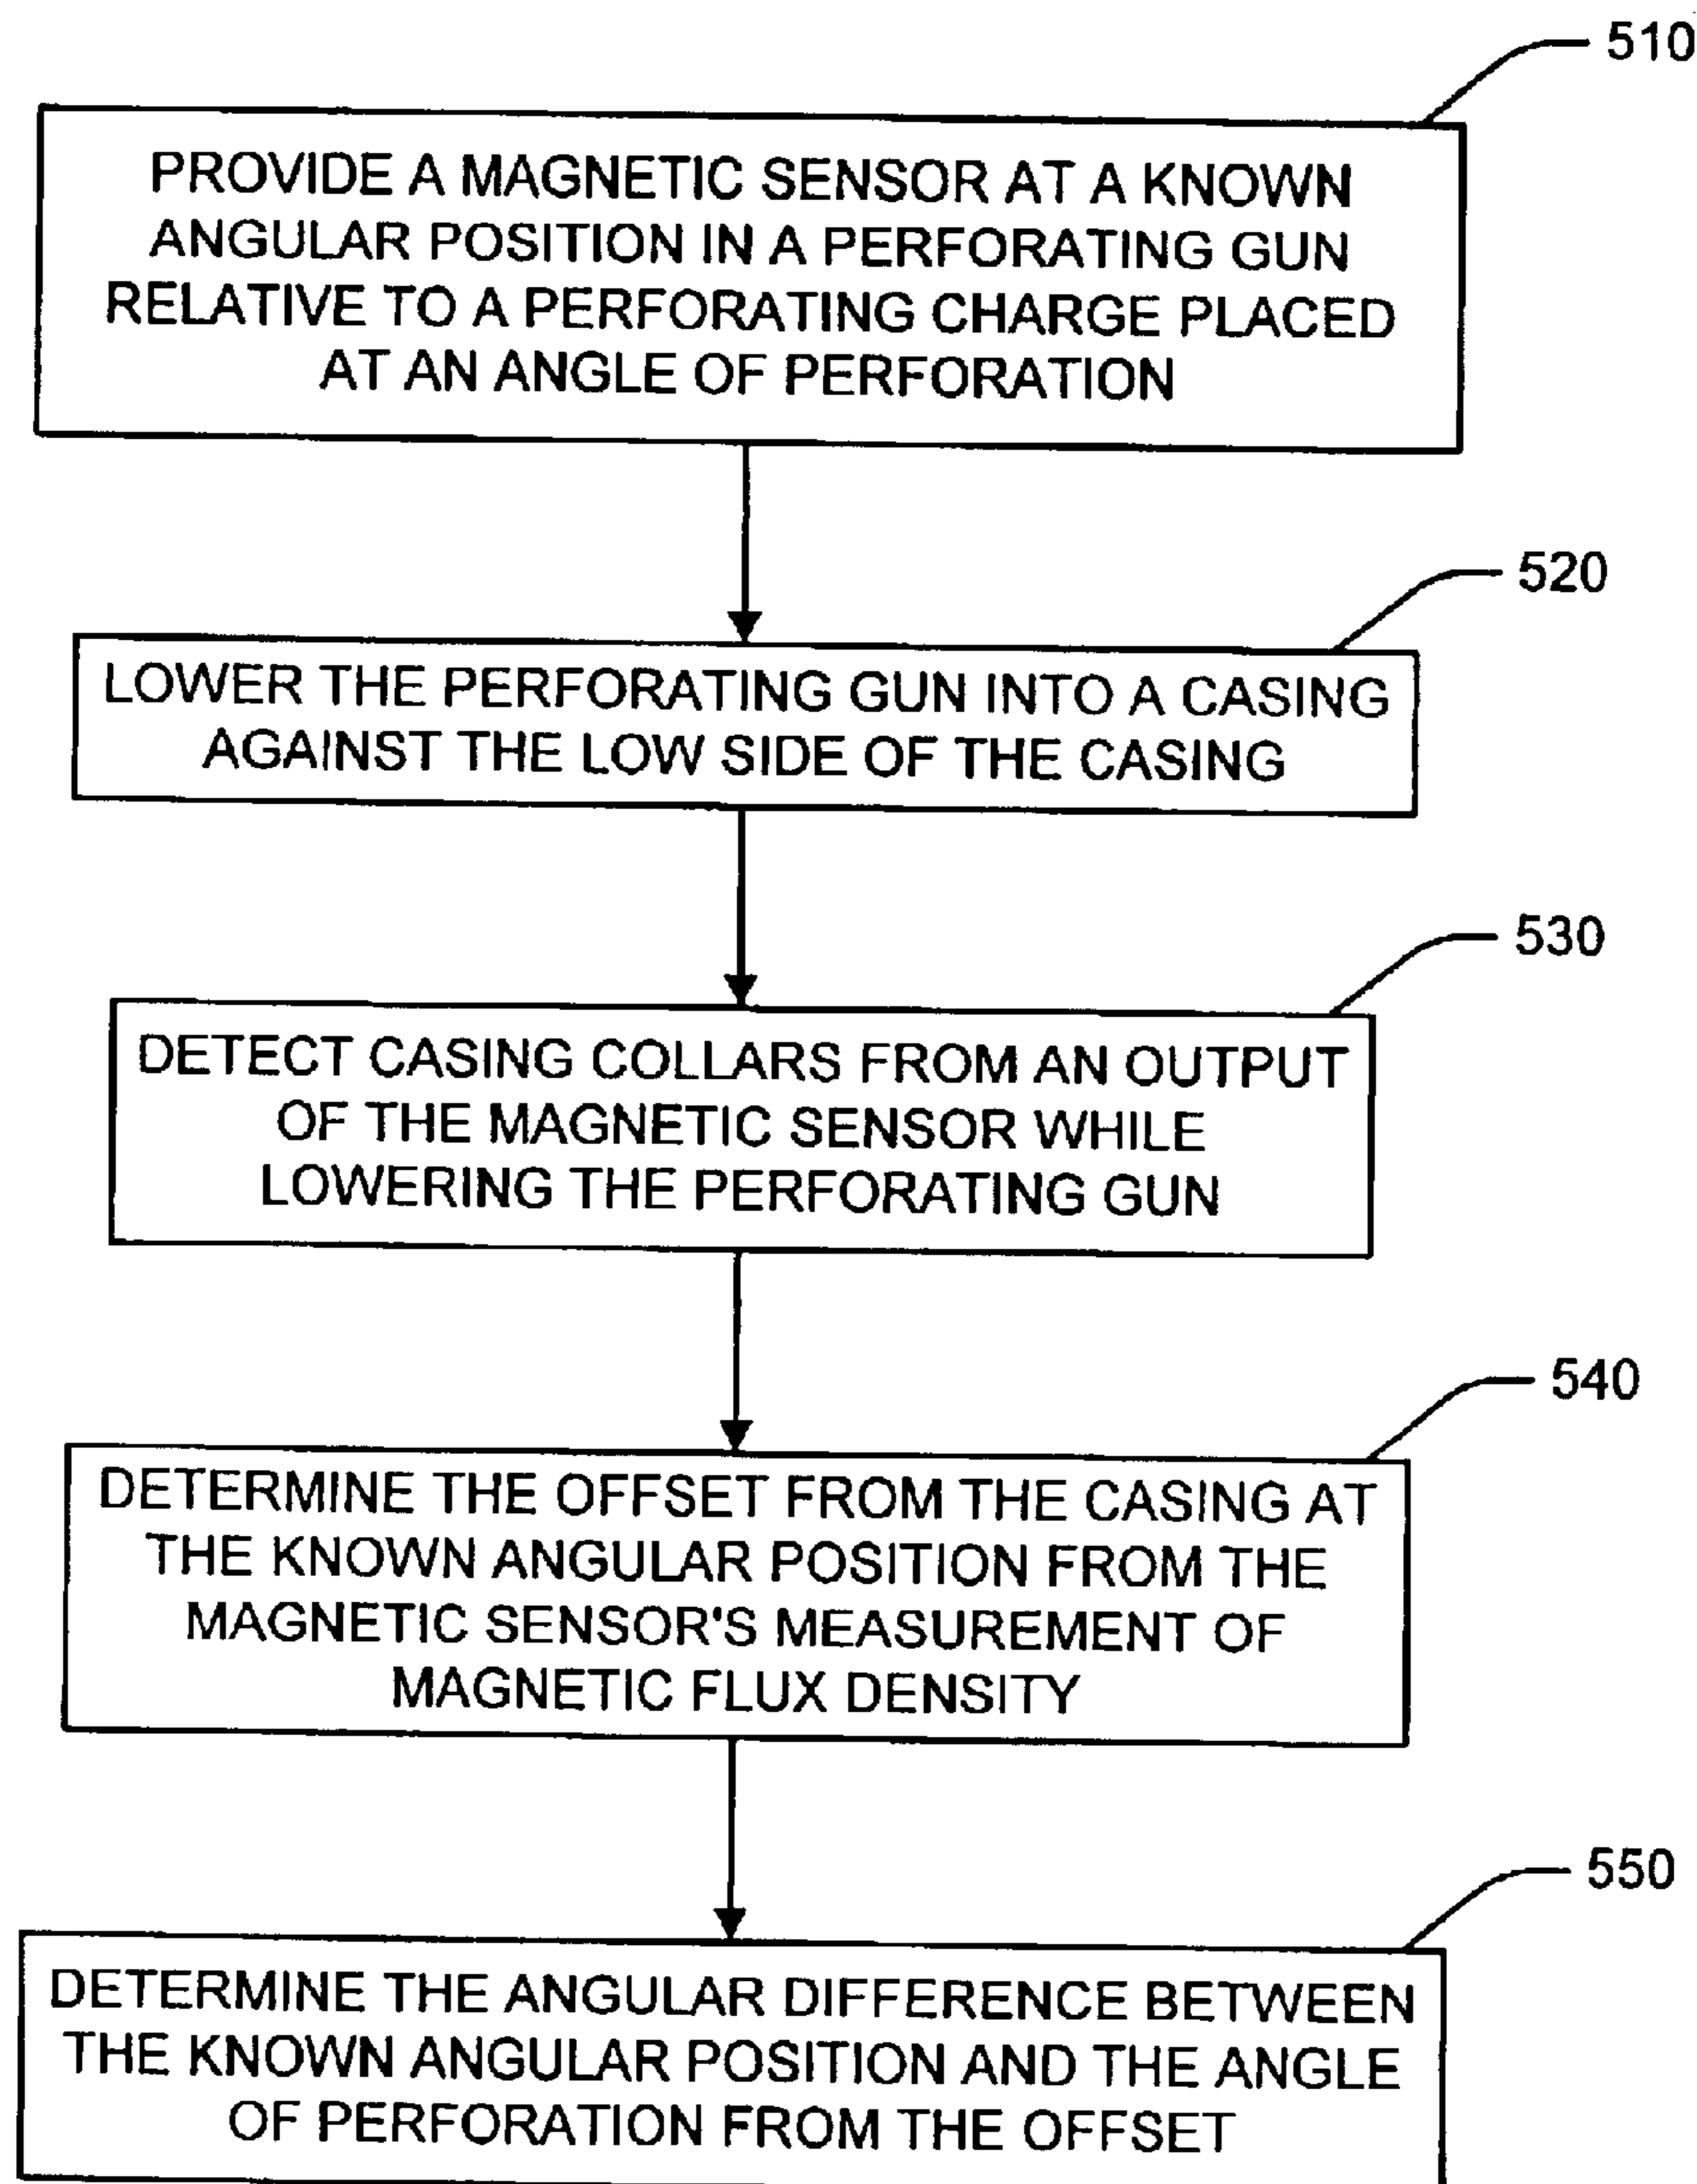 510
PROVIDE A MAGNETIC SENSOR AT A KNOWN
ANGULAR POSITION IN A PERFORATING GUN
RELATIVE TO A PERFORATING CHARGE PLACED
AT AN ANGLE OF PERFORATION
520
LOWER THE PERFORATING GUN INTO A CASING
AGAINST THE LOW SIDE OF THE CASING
530
DETECT CASING COLLARS FROM AN OUTPUT
OF THE MAGNETIC SENSOR WHILE
LOWERING THE PERFORATING GUN
540
DETERMINE THE OFFSET FROM THE CASING AT
THE KNOWN ANGULAR POSITION FROM THE
MAGNETIC SENSOR'S MEASUREMENT OF
MAGNETIC FLUX DENSITY
550
DETERMINE THE ANGULAR DIFFERENCE BETWEEN
THE KNOWN ANGULAR POSITION AND THE ANGLE
OF PERFORATION FROM THE OFFSET